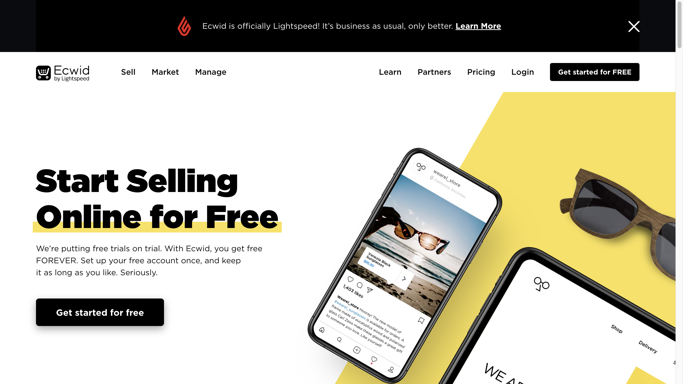 Ecwid is officially Lightspeed! It's business as usual, only better. Learn More
Ecwid
by Lightspeed
Sell
Market
Manage
Learn
Partners
Pricing
Login
Get started for FREE
Start Selling
Online for Free
We're putting free trials on trial. With Ecwid, you get free
FOREVER. Set up your free account once, and keep
it as long as you like. Seriously.
Get started for free
wearwl_store
1,403 likes
Shop
Delivery
WE AR